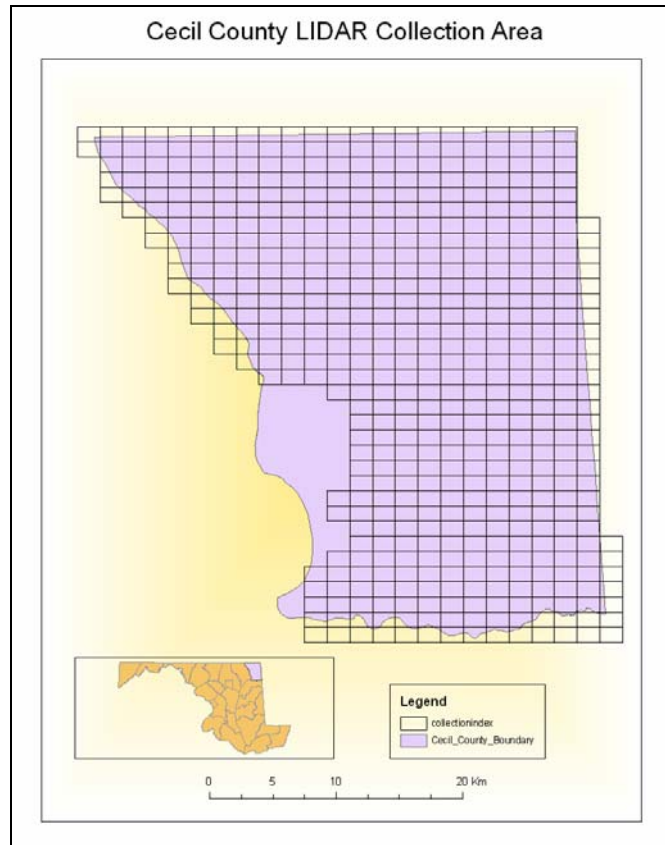 Cecil County LIDAR Collection Area
Legend
collectionindex
Cecil_County_Boundary
0 5 10 20 Km